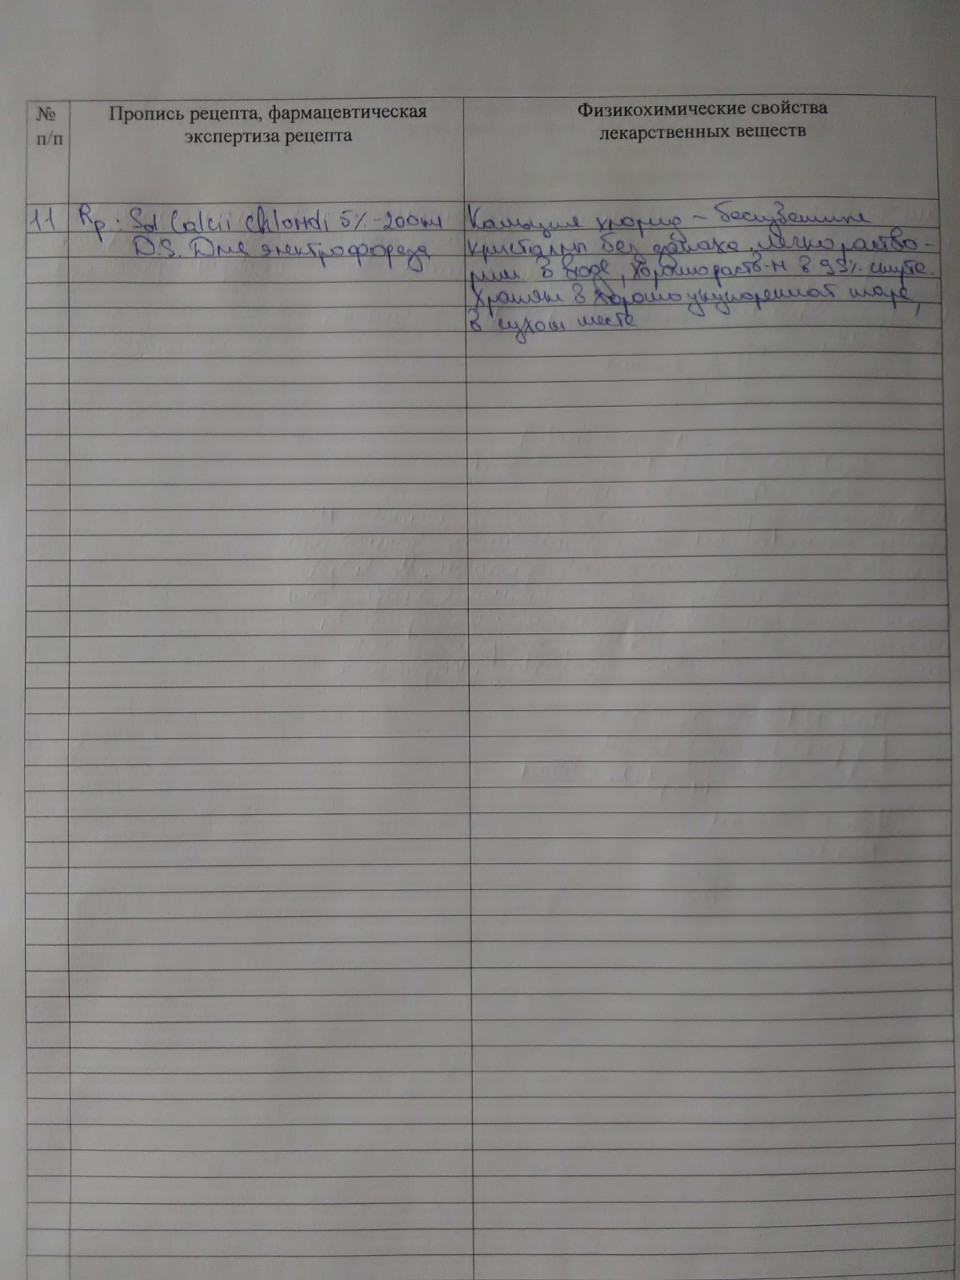 № п/п
Пропись рецепта, фармацевтическая
экспертиза рецепта
Физикохимические свойства
лекарственных веществ
11
Rp: Sol Calcii Chloridi 5% - 200мл
D.S. Для электрофореза
Кальция хлорид - бесцветные
кристаллы без запаха, легко раство-
рим в воде, хорошо раств-м в 95% спирте.
Хранят в хорошо укупоренной таре,
в сухом месте